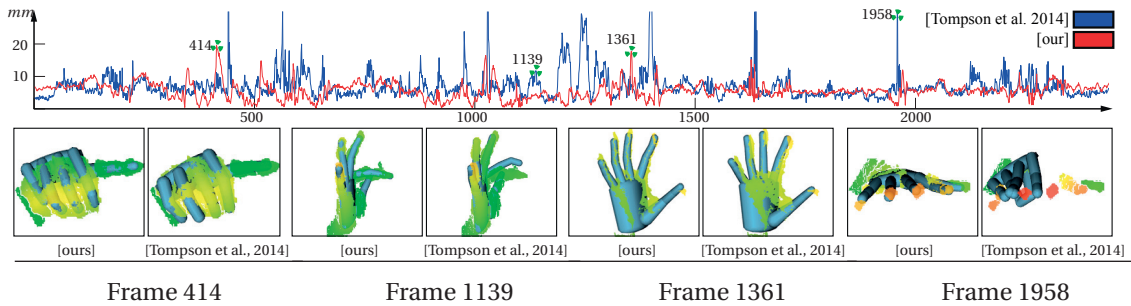 mm
1958
[Tompson et al. 2014]
[our]
20
414
1139
1361
10
500
1000
1500
2000
[ours]
[Tompson et al., 2014]
[ours]
[Tompson et al., 2014]
[ours]
[Tompson et al., 2014]
[ours]
[Tompson et al., 2014]
Frame 414
Frame 1139
Frame 1361
Frame 1958